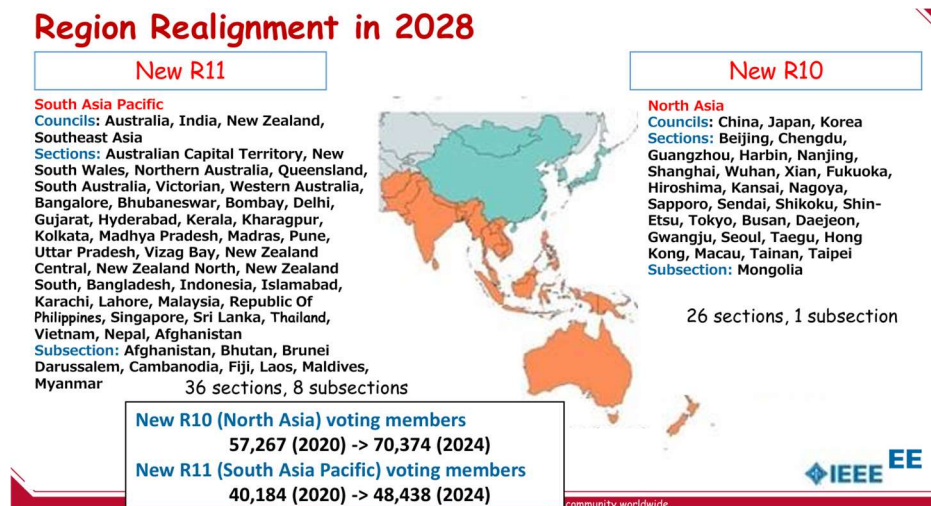 Region Realignment in 2028
New R11
South Asia Pacific
Councils: Australia, India, New Zealand,
Southeast Asia
Sections: Australian Capital Territory, New
South Wales, Northern Australia, Queensland,
South Australia, Victorian, Western Australia,
Bangalore, Bhubaneswar, Bombay, Delhi,
Gujarat, Hyderabad, Kerala, Kharagpur,
Kolkata, Madhya Pradesh, Madras, Pune,
Uttar Pradesh, Vizag Bay, New Zealand
Central, New Zealand North, New Zealand
South, Bangladesh, Indonesia, Islamabad,
Karachi, Lahore, Malaysia, Republic Of
Philippines, Singapore, Sri Lanka, Thailand,
Vietnam, Nepal, Afghanistan
Subsection: Afghanistan, Bhutan, Brunei
Darussalem, Cambanodia, Fiji, Laos, Maldives,
Myanmar
36 sections, 8 subsections
New R10
North Asia
Councils: China, Japan, Korea
Sections: Beijing, Chengdu,
Guangzhou, Harbin, Nanjing,
Shanghai, Wuhan, Xian, Fukuoka,
Hiroshima, Kansai, Nagoya,
Sapporo, Sendai, Shikoku, Shin-
Etsu, Tokyo, Busan, Daejeon,
Gwangju, Seoul, Taegu, Hong
Kong, Macau, Tainan, Taipei
Subsection: Mongolia
26 sections, 1 subsection
New R10 (North Asia) voting members
57,267 (2020) -> 70,374 (2024)
New R11 (South Asia Pacific) voting members
40,184 (2020) -> 48,438 (2024)
EE
IEEE
community worldwide